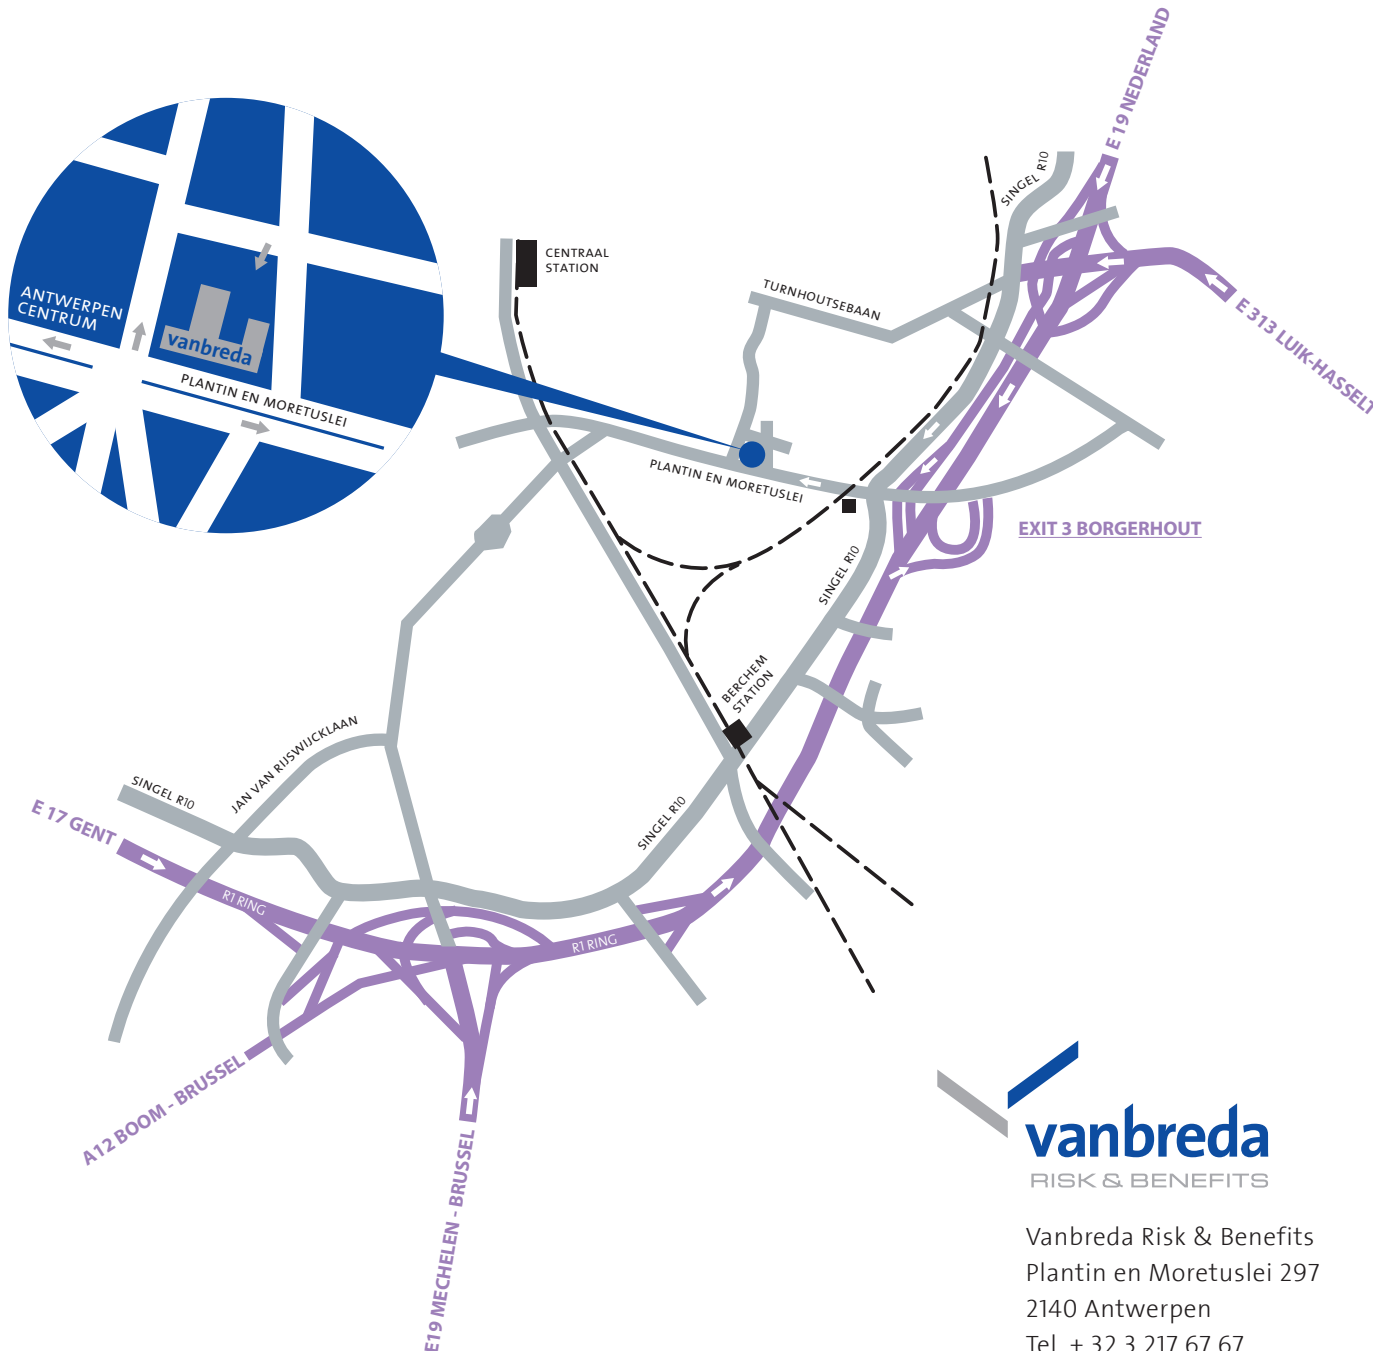 E 19 NEDERLAND
SINGEL R10
E 313 LUIK-HASSELT
CENTRAAL
STATION
TURNHOUTSEBAAN
ANTWERPEN
CENTRUM
vanbreda
PLANTIN EN MORETUSLEI
PLANTIN EN MORETUSLEI
EXIT 3 BORGERHOUT
SINGEL R10
BERCHEM
STATION
JAN VAN RIJSWIJCKLAAN
SINGEL R10
SINGEL R10
E 17 GENT
R1 RING
R1 RING
A12 BOOM - BRUSSEL
E19 MECHELEN - BRUSSEL
vanbreda
RISK & BENEFITS
Vanbreda Risk & Benefits
Plantin en Moretuslei 297
2140 Antwerpen
Tel. + 32 3 217 67 67